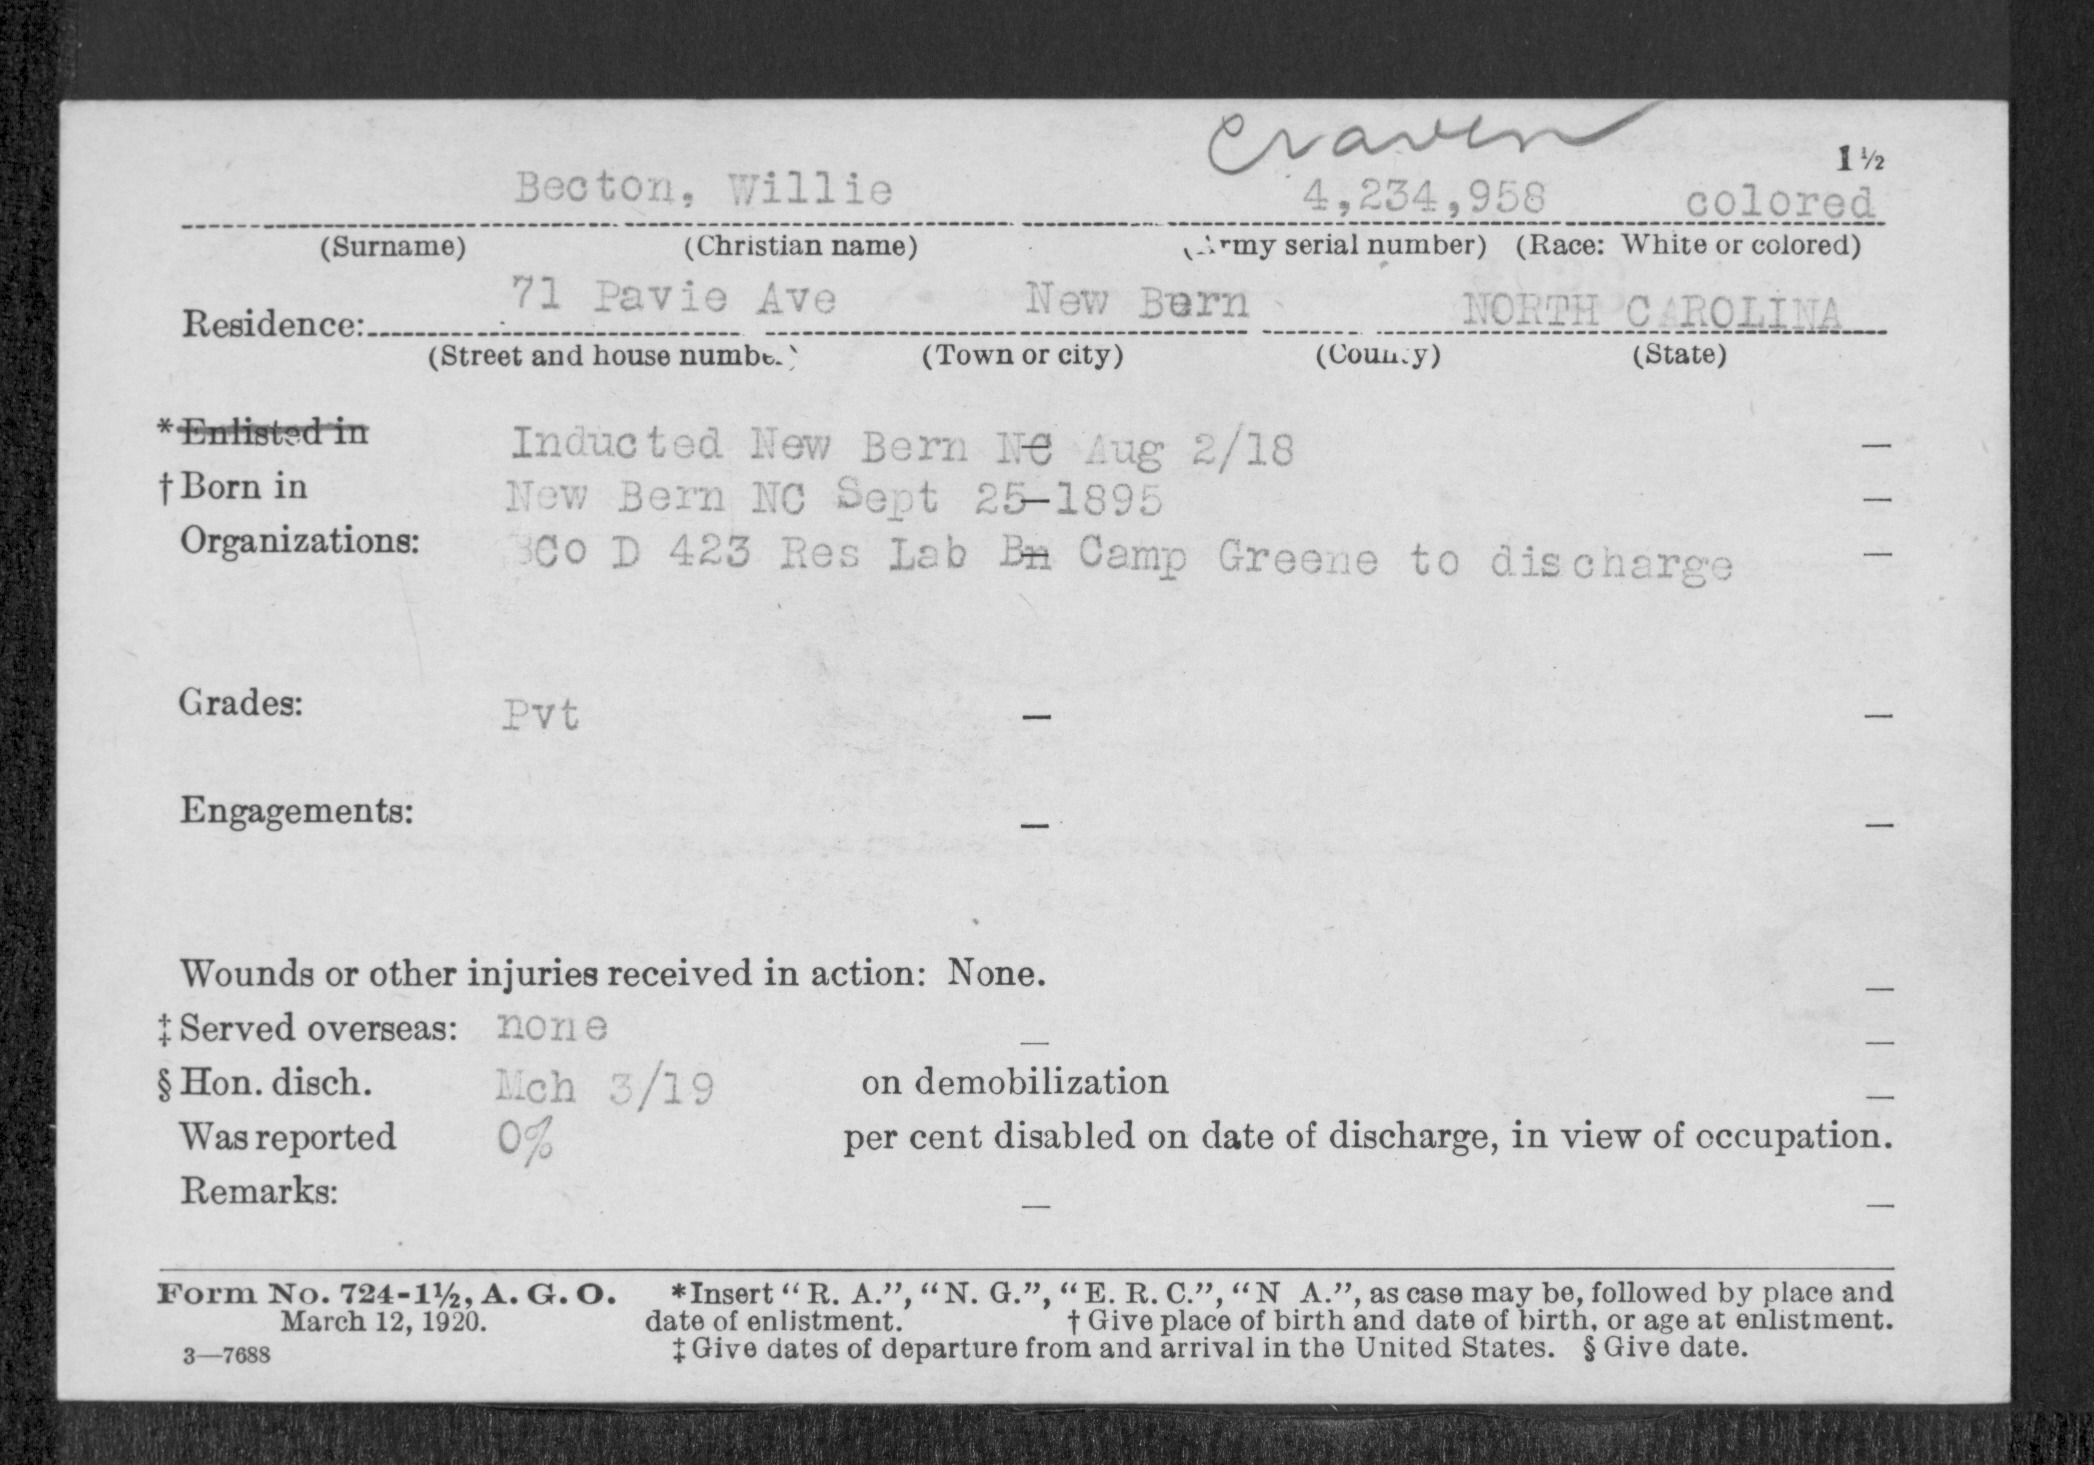 Craven
1 ½
Becton, Willie 4,234,958 colored
(Surname) (Christian name) (Army serial number) (Race: White or colored)
Residence: 71 Pavie Ave New Bern NORTH CAROLINA
(Street and house number) (Town or city) (County) (State)
* Enlisted in Inducted New Bern NC Aug 2/18 —
† Born in New Bern NC Sept 25-1895 —
Organizations: Co D 423 Res Lab Bn Camp Greene to discharge —
Grades: Pvt — —
Engagements: — —
Wounds or other injuries received in action: None. —
‡ Served overseas: none — —
§ Hon. disch. Mch 3/19 on demobilization —
Was reported 0% per cent disabled on date of discharge, in view of occupation.
Remarks: — —
Form No. 724-1½, A. G. O. *Insert "R. A.", "N. G.", "E. R. C.", "N A.", as case may be, followed by place and
March 12, 1920. date of enlistment. † Give place of birth and date of birth, or age at enlistment.
3—7688 ‡ Give dates of departure from and arrival in the United States. § Give date.